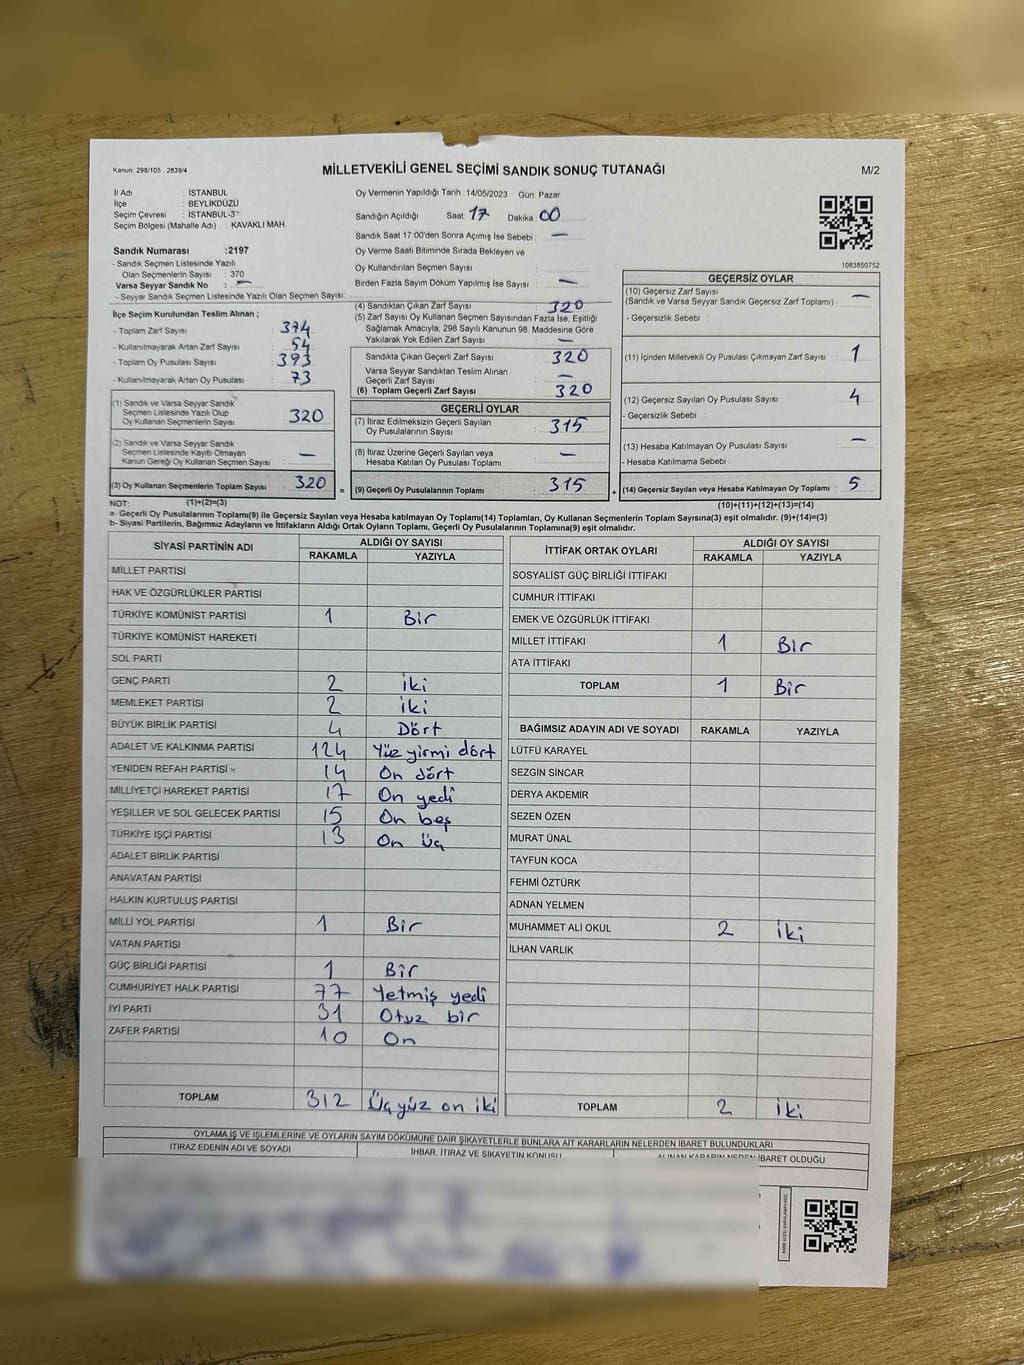 Kanun: 298/105 , 2839/4
MİLLETVEKİLİ GENEL SEÇİMİ SANDIK SONUÇ TUTANAĞI
M/2
İl Adı : İSTANBUL
İlçe : BEYLİKDÜZÜ
Seçim Çevresi : İSTANBUL-3
Seçim Bölgesi (Mahalle Adı) : KAVAKLI MAH.
Oy Vermenin Yapıldığı Tarih : 14/05/2023 Gün: Pazar
Sandığın Açıldığı Saat: 17 Dakika : 00
Sandık Saat 17:00'den Sonra Açılmış İse Sebebi : —
Oy Verme Saati Bitiminde Sırada Bekleyen ve
Oy Kullandırılan Seçmen Sayısı :
Birden Fazla Sayım Döküm Yapılmış İse Sayısı : —
1083850752
Sandık Numarası : 2197
- Sandık Seçmen Listesinde Yazılı
Olan Seçmenlerin Sayısı : 370
Varsa Seyyar Sandık No : —
- Seyyar Sandık Seçmen Listesinde Yazılı Olan Seçmen Sayısı:
İlçe Seçim Kurulundan Teslim Alınan ;
- Toplam Zarf Sayısı : 374
- Kullanılmayarak Artan Zarf Sayısı : 54
- Toplam Oy Pusulası Sayısı : 393
- Kullanılmayarak Artan Oy Pusulası : 73
(1) Sandık ve Varsa Seyyar Sandık
Seçmen Listesinde Yazılı Olup
Oy Kullanan Seçmenlerin Sayısı : 320
(2) Sandık ve Varsa Seyyar Sandık
Seçmen Listesinde Kayıtlı Olmayan
Kanun Gereği Oy Kullanan Seçmen Sayısı : —
(3) Oy Kullanan Seçmenlerin Toplam Sayısı : 320
(4) Sandıktan Çıkan Zarf Sayısı : 320
(5) Zarf Sayısı Oy Kullanan Seçmen Sayısından Fazla İse, Eşitliği
Sağlamak Amacıyla, 298 Sayılı Kanunun 98. Maddesine Göre
Yakılarak Yok Edilen Zarf Sayısı : —
Sandıkta Çıkan Geçerli Zarf Sayısı : 320
Varsa Seyyar Sandıktan Teslim Alınan
Geçerli Zarf Sayısı : —
(6) Toplam Geçerli Zarf Sayısı : 320
GEÇERLİ OYLAR
(7) İtiraz Edilmeksizin Geçerli Sayılan
Oy Pusulalarının Sayısı : 315
(8) İtiraz Üzerine Geçerli Sayılan veya
Hesaba Katılan Oy Pusulası Toplamı : —
= (9) Geçerli Oy Pusulalarının Toplamı : 315
GEÇERSİZ OYLAR
(10) Geçersiz Zarf Sayısı : —
(Sandık ve Varsa Seyyar Sandık Geçersiz Zarf Toplamı)
- Geçersizlik Sebebi :
(11) İçinden Milletvekili Oy Pusulası Çıkmayan Zarf Sayısı : 1
(12) Geçersiz Sayılan Oy Pusulası Sayısı : 4
- Geçersizlik Sebebi :
(13) Hesaba Katılmayan Oy Pusulası Sayısı : —
- Hesaba Katılmama Sebebi :
+ (14) Geçersiz Sayılan veya Hesaba Katılmayan Oy Toplamı : 5
NOT: (1)+(2)=(3) (10)+(11)+(12)+(13)=(14)
a- Geçerli Oy Pusulalarının Toplamı(9) ile Geçersiz Sayılan veya Hesaba katılmayan Oy Toplamı(14) Toplamları, Oy Kullanan Seçmenlerin Toplam Sayısına(3) eşit olmalıdır. (9)+(14)=(3)
b- Siyasi Partilerin, Bağımsız Adayların ve İttifakların Aldığı Ortak Oyların Toplamı, Geçerli Oy Pusulalarının Toplamına(9) eşit olmalıdır.
SİYASİ PARTİNİN ADI ALDIĞI OY SAYISI
RAKAMLA YAZIYLA
MİLLET PARTİSİ
HAK VE ÖZGÜRLÜKLER PARTİSİ
TÜRKİYE KOMÜNİST PARTİSİ 1 Bir
TÜRKİYE KOMÜNİST HAREKETİ
SOL PARTİ
GENÇ PARTİ 2 iki
MEMLEKET PARTİSİ 2 iki
BÜYÜK BİRLİK PARTİSİ 4 Dört
ADALET VE KALKINMA PARTİSİ 124 Yüz yirmi dört
YENİDEN REFAH PARTİSİ 14 On dört
MİLLİYETÇİ HAREKET PARTİSİ 17 On yedi
YEŞİLLER VE SOL GELECEK PARTİSİ 15 On beş
TÜRKİYE İŞÇİ PARTİSİ 13 On üç
ADALET BİRLİK PARTİSİ
ANAVATAN PARTİSİ
HALKIN KURTULUŞ PARTİSİ
MİLLİ YOL PARTİSİ 1 Bir
VATAN PARTİSİ
GÜÇ BİRLİĞİ PARTİSİ 1 Bir
CUMHURİYET HALK PARTİSİ 77 Yetmiş yedi
İYİ PARTİ 31 Otuz bir
ZAFER PARTİSİ 10 On
TOPLAM 312 Üçyüz on iki
İTTİFAK ORTAK OYLARI ALDIĞI OY SAYISI
RAKAMLA YAZIYLA
SOSYALİST GÜÇ BİRLİĞİ İTTİFAKI
CUMHUR İTTİFAKI
EMEK VE ÖZGÜRLÜK İTTİFAKI
MİLLET İTTİFAKI 1 Bir
ATA İTTİFAKI
TOPLAM 1 Bir
BAĞIMSIZ ADAYIN ADI VE SOYADI RAKAMLA YAZIYLA
LÜTFÜ KARAYEL
SEZGİN SİNCAR
DERYA AKDEMİR
SEZEN ÖZEN
MURAT ÜNAL
TAYFUN KOCA
FEHMİ ÖZTÜRK
ADNAN YELMEN
MUHAMMET ALİ OKUL 2 iki
İLHAN VARLIK
TOPLAM 2 iki
OYLAMA İŞ VE İŞLEMLERİNE VE OYLARIN SAYIM DÖKÜMÜNE DAİR ŞİKAYETLERLE BUNLARA AİT KARARLARIN NELERDEN İBARET BULUNDUKLARI
İTİRAZ EDENİN ADI VE SOYADI İHBAR, İTİRAZ VE ŞİKAYETİN KONUSU ALINAN KARARIN NEDEN İBARET OLDUĞU